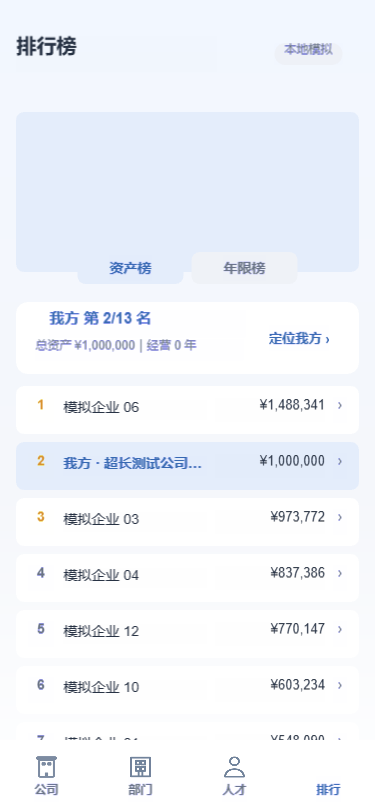 排行榜
本地模拟
资产榜 年限榜
我方 第 2/13 名
总资产 ¥1,000,000 | 经营 0 年
定位我方 ›
1 模拟企业 06 ¥1,488,341 ›
2 我方 · 超长测试公司... ¥1,000,000 ›
3 模拟企业 03 ¥973,772 ›
4 模拟企业 04 ¥837,386 ›
5 模拟企业 12 ¥770,147 ›
6 模拟企业 10 ¥603,234 ›
公司 部门 人才 排行